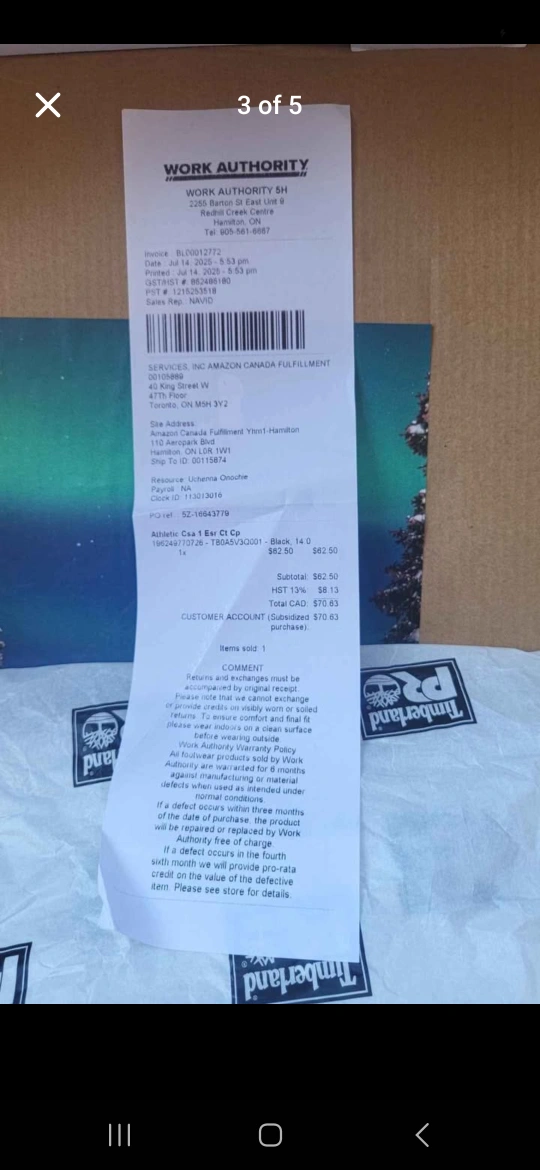 3 of 5
WORK AUTHORITY
WORK AUTHORITY SH
2255 Barton St East Unit 9
Redhill Creek Centre
Hamilton, ON
Tel: 905-561-6667
Invoice : BL00012772
Date : Jul 14, 2025 - 5:53 pm
Printed : Jul 14, 2025 - 5:53 pm
GST/HST #: 862486180
PST #: 1215253518
Sales Rep.: NAVID
SERVICES, INC AMAZON CANADA FULFILLMENT
00105889
40 King Street W
47Th Floor
Toronto, ON M5H 3Y2
Site Address:
Amazon Canada Fulfillment Yhm1-Hamilton
110 Aeropark Blvd
Hamilton, ON L0R 1W1
Ship To ID: 00115874
Resource: Uchenna Onochie
Payroll : NA
Clock ID: 113013016
PO ref.: SZ-16643779
Athletic Csa 1 Esr Ct Cp
196249770726 - TB0A5V3Q001 - Black, 14.0
1x $62.50 $62.50
Subtotal: $62.50
HST 13% $8.13
Total CAD: $70.63
CUSTOMER ACCOUNT (Subsidized $70.63
purchase):
Items sold: 1
COMMENT
Returns and exchanges must be
accompanied by original receipt.
Please note that we cannot exchange
or provide credits on visibly worn or soiled
returns. To ensure comfort and final fit
please wear indoors on a clean surface
before wearing outside.
Work Authority Warranty Policy
All footwear products sold by Work
Authority are warranted for 6 months
against manufacturing or material
defects when used as intended under
normal conditions.
If a defect occurs within three months
of the date of purchase, the product
will be repaired or replaced by Work
Authority free of charge.
If a defect occurs in the fourth
sixth month we will provide pro-rata
credit on the value of the defective
item. Please see store for details.
Timberland
PRO
Timberland